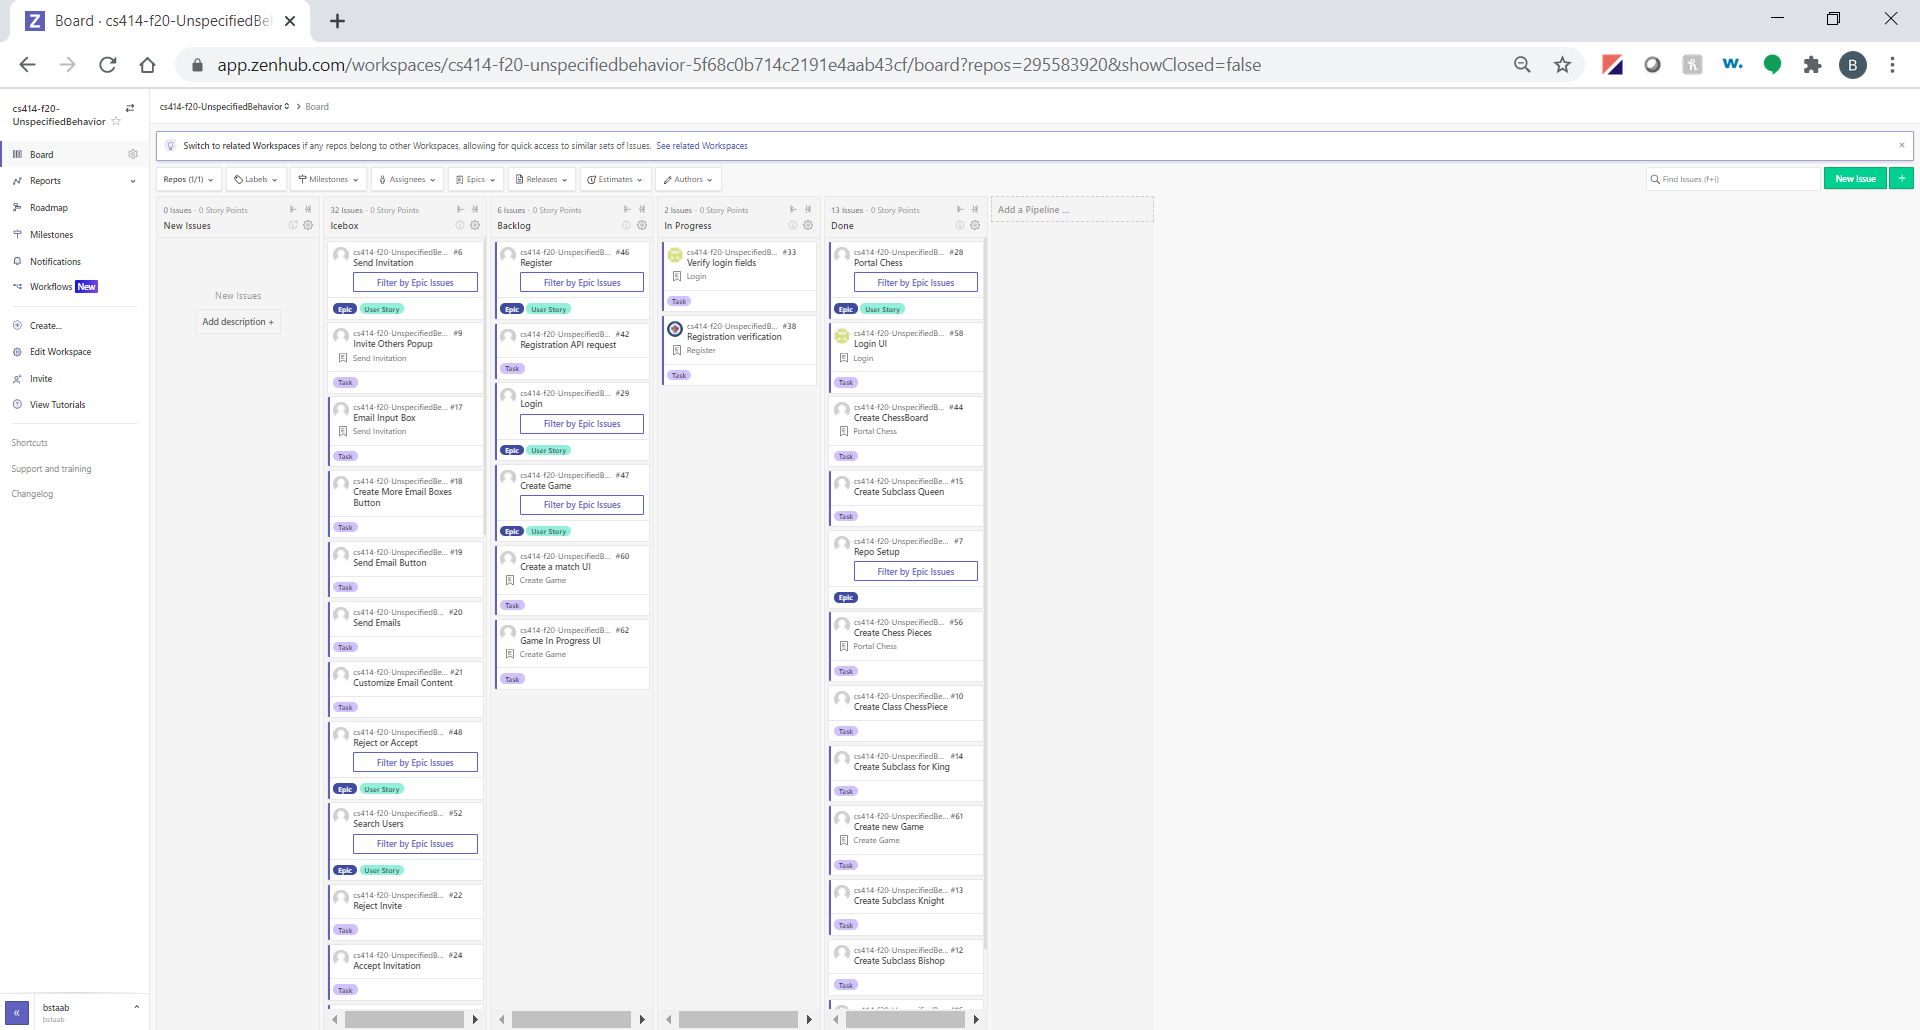 Board · cs414-f20-UnspecifiedBe
app.zenhub.com/workspaces/cs414-f20-unspecifiedbehavior-5f68c0b714c2191e4aab43cf/board?repos=295583920&showClosed=false
B
cs414-f20-
UnspecifiedBehavior
Board
Reports
Roadmap
Milestones
Notifications
Workflows New
Create...
Edit Workspace
Invite
View Tutorials
Shortcuts
Support and training
Changelog
bstaab
bstaab
cs414-f20-UnspecifiedBehavior > Board
Switch to related Workspaces if any repos belong to other Workspaces, allowing for quick access to similar sets of Issues. See related Workspaces
Repos (1/1) Labels Milestones Assignees Epics Releases Estimates Authors
Find Issues (f+i)
New Issue
+
0 Issues · 0 Story Points
New Issues
New Issues
Add description +
32 Issues · 0 Story Points
Icebox
cs414-f20-UnspecifiedB... #6
Send Invitation
Filter by Epic Issues
Epic User Story
cs414-f20-UnspecifiedBe... #9
Invite Others Popup
Send Invitation
Task
cs414-f20-UnspecifiedBe... #17
Email Input Box
Send Invitation
Task
cs414-f20-UnspecifiedBe... #18
Create More Email Boxes
Button
Task
cs414-f20-UnspecifiedBe... #19
Send Email Button
Task
cs414-f20-UnspecifiedB... #20
Send Emails
Task
cs414-f20-UnspecifiedBe... #21
Customize Email Content
Task
cs414-f20-UnspecifiedB... #48
Reject or Accept
Filter by Epic Issues
Epic User Story
cs414-f20-UnspecifiedB... #52
Search Users
Filter by Epic Issues
Epic User Story
cs414-f20-UnspecifiedB... #22
Reject Invite
Task
cs414-f20-UnspecifiedB... #24
Accept Invitation
Task
6 Issues · 0 Story Points
Backlog
cs414-f20-UnspecifiedB... #46
Register
Filter by Epic Issues
Epic User Story
cs414-f20-UnspecifiedB... #42
Registration API request
Task
cs414-f20-UnspecifiedB... #29
Login
Filter by Epic Issues
Epic User Story
cs414-f20-UnspecifiedB... #47
Create Game
Filter by Epic Issues
Epic User Story
cs414-f20-UnspecifiedB... #60
Create a match UI
Create Game
Task
cs414-f20-UnspecifiedB... #62
Game In Progress UI
Create Game
Task
2 Issues · 0 Story Points
In Progress
cs414-f20-UnspecifiedB... #33
Verify login fields
Login
Task
cs414-f20-UnspecifiedB... #38
Registration verification
Register
Task
13 Issues · 0 Story Points
Done
cs414-f20-UnspecifiedB... #28
Portal Chess
Filter by Epic Issues
Epic User Story
cs414-f20-UnspecifiedB... #58
Login UI
Login
Task
cs414-f20-UnspecifiedB... #44
Create ChessBoard
Portal Chess
Task
cs414-f20-UnspecifiedBe... #15
Create Subclass Queen
Task
cs414-f20-UnspecifiedBe... #7
Repo Setup
Filter by Epic Issues
Epic
cs414-f20-UnspecifiedB... #56
Create Chess Pieces
Portal Chess
Task
cs414-f20-UnspecifiedBe... #10
Create Class ChessPiece
Task
cs414-f20-UnspecifiedB... #14
Create Subclass for King
Task
cs414-f20-UnspecifiedBe... #61
Create new Game
Create Game
Task
cs414-f20-UnspecifiedBe... #13
Create Subclass Knight
Task
cs414-f20-UnspecifiedBe... #12
Create Subclass Bishop
Task
Add a Pipeline ...